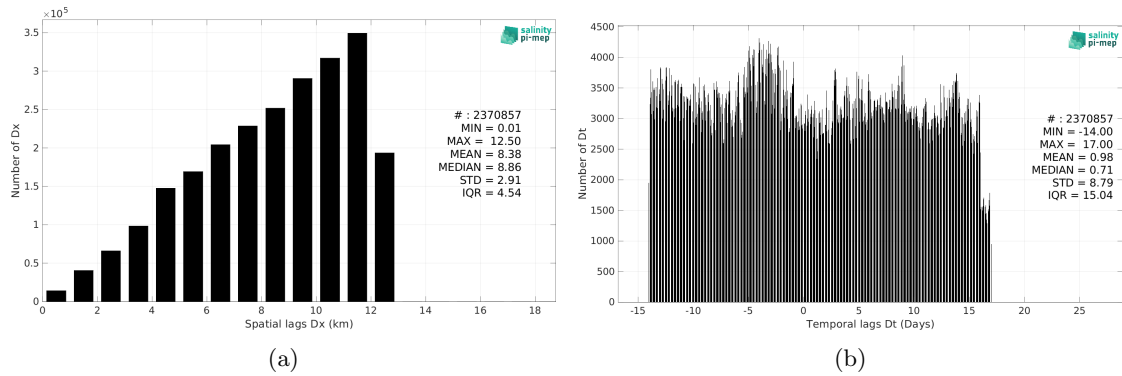 ×10^5
3.5
3
2.5
2
1.5
1
0.5
0
Number of Dx
0 2 4 6 8 10 12 14 16 18
Spatial lags Dx (km)
salinity
pi-mep
# : 2370857
MIN = 0.01
MAX = 12.50
MEAN = 8.38
MEDIAN = 8.86
STD = 2.91
IQR = 4.54
(a)
4500
4000
3500
3000
2500
2000
1500
1000
500
0
Number of Dt
-15 -10 -5 0 5 10 15 20 25
Temporal lags Dt (Days)
salinity
pi-mep
# : 2370857
MIN = -14.00
MAX = 17.00
MEAN = 0.98
MEDIAN = 0.71
STD = 8.79
IQR = 15.04
(b)